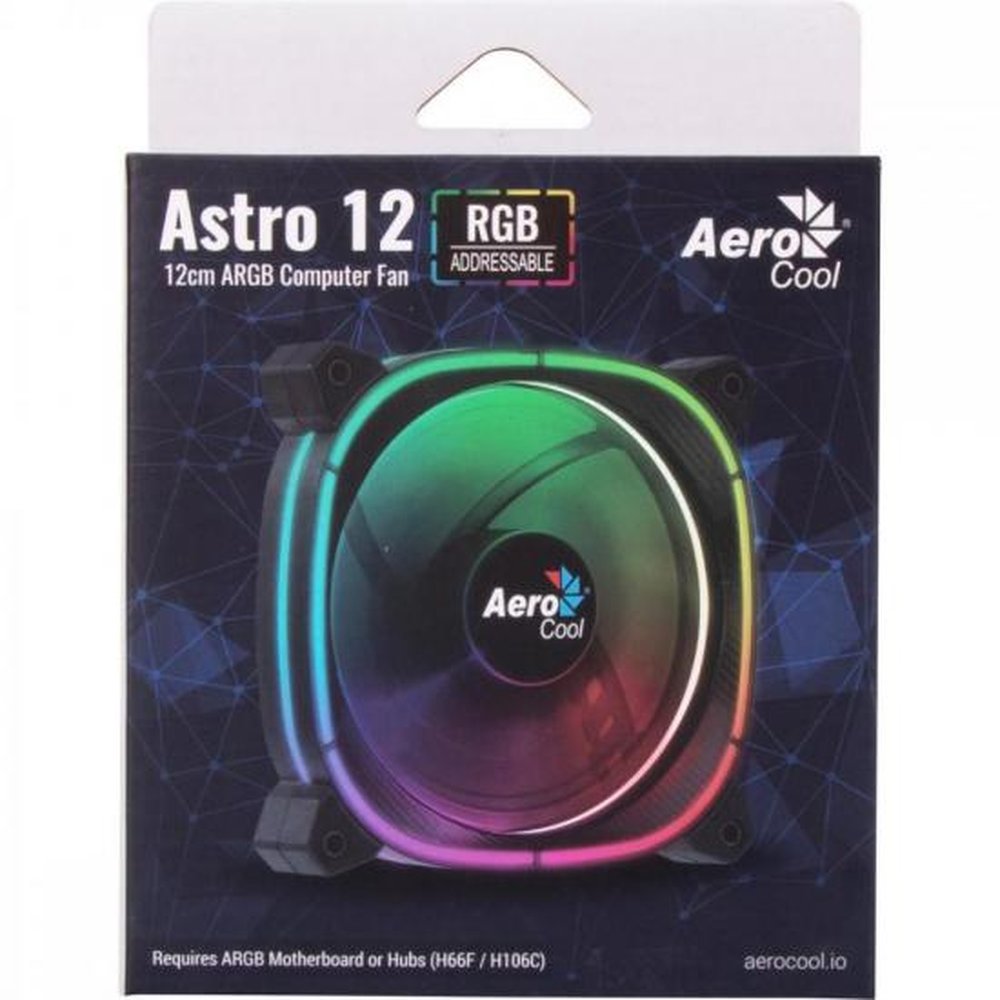 Astro 12
12cm ARGB Computer Fan
RGB
ADDRESSABLE
Aero
Cool
Aero
Cool
Requires ARGB Motherboard or Hubs (H66F / H106C)
aerocool.io